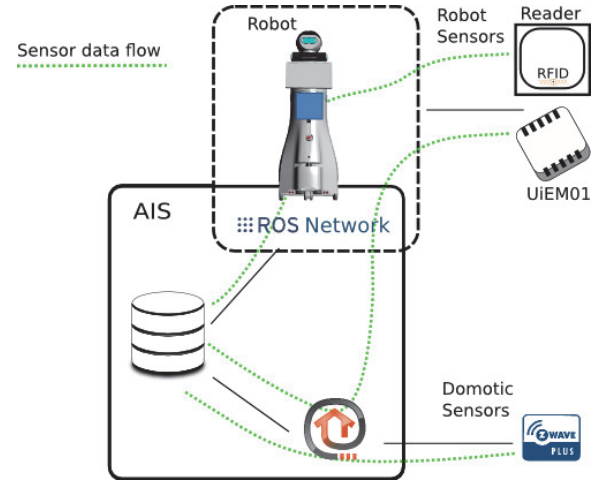 Robot
Robot
Sensors
Reader
Sensor data flow
RFID
UiEM01
AIS
ROS Network
Domotic
Sensors
Z WAVE
PLUS